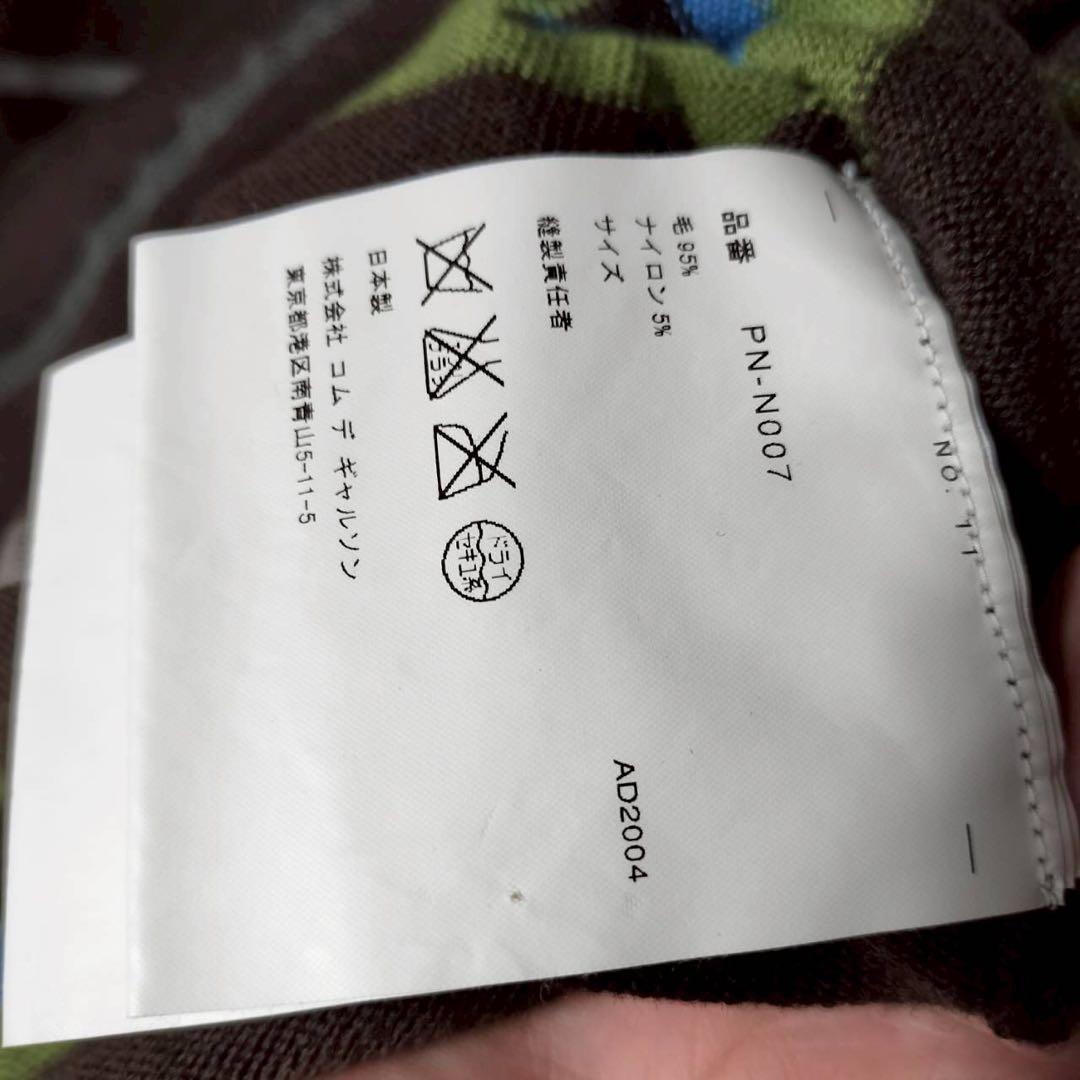 NO. 11
品番 PN-N007
毛 95%
ナイロン 5%
サイズ AD2004
縫製責任者
ドライ
セキユ系
日本製
株式会社 コム デ ギャルソン
東京都港区南青山5-11-5